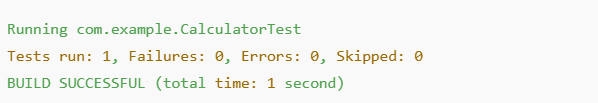 Running com.example.CalculatorTest
Tests run: 1, Failures: 0, Errors: 0, Skipped: 0
BUILD SUCCESSFUL (total time: 1 second)